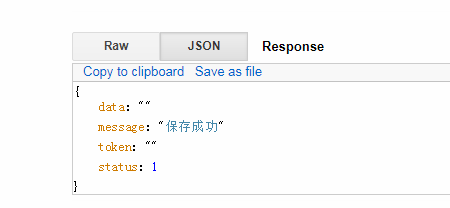 Raw JSON Response
Copy to clipboard Save as file
{
data: ""
message: "保存成功"
token: ""
status: 1
}